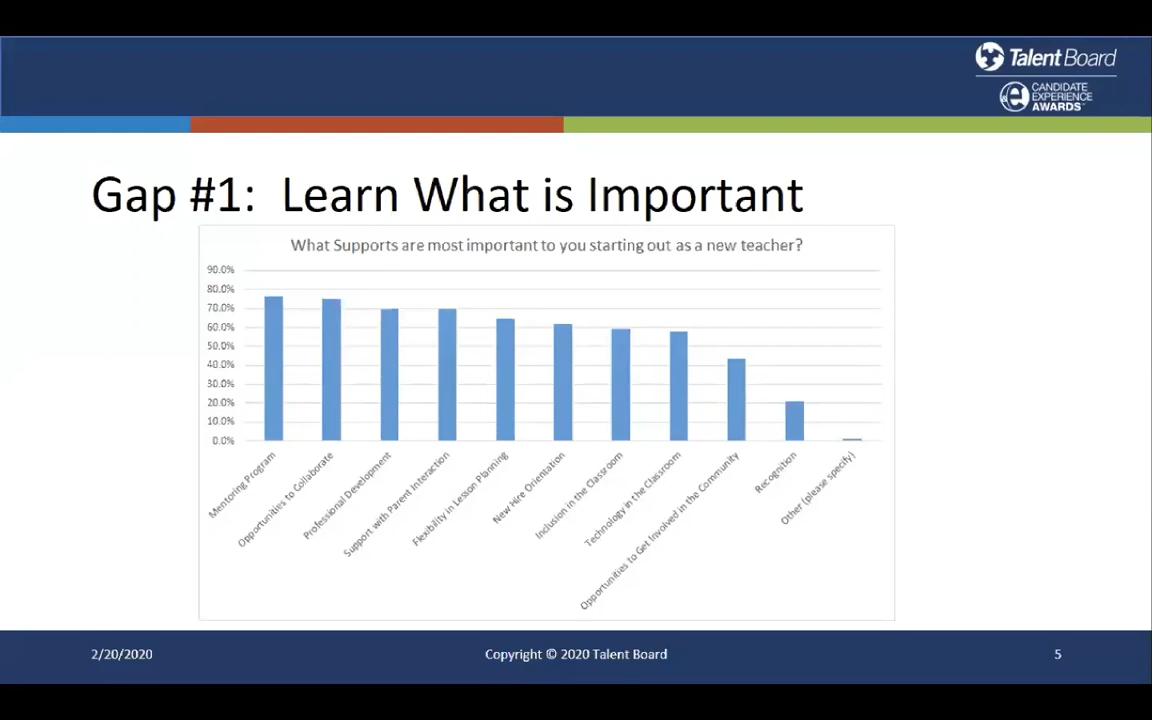 Talent Board
CANDIDATE
EXPERIENCE
AWARDS
Gap #1: Learn What is Important
What Supports are most important to you starting out as a new teacher?
90.0%
80.0%
70.0%
60.0%
50.0%
40.0%
30.0%
20.0%
10.0%
0.0%
Mentoring Program
Opportunities to Collaborate
Professional Development
Support with Parent Interaction
Flexibility in Lesson Planning
New Hire Orientation
Inclusion in the Classroom
Technology in the Classroom
Opportunities to Get Involved in the Community
Recognition
Other (please specify)
2/20/2020
Copyright © 2020 Talent Board
5